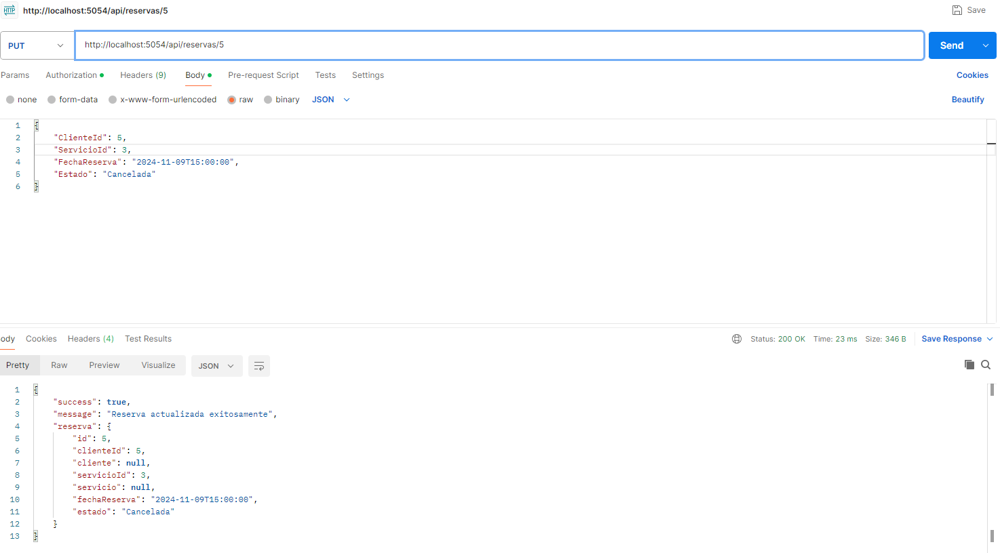 HTTP http://localhost:5054/api/reservas/5 Save
PUT http://localhost:5054/api/reservas/5 Send
Params Authorization Headers (9) Body Pre-request Script Tests Settings Cookies
none form-data x-www-form-urlencoded raw binary JSON Beautify
1 {
2 "ClienteId": 5,
3 "ServicioId": 3,
4 "FechaReserva": "2024-11-09T15:00:00",
5 "Estado": "Cancelada"
6 }
ody Cookies Headers (4) Test Results Status: 200 OK Time: 23 ms Size: 346 B Save Response
Pretty Raw Preview Visualize JSON
1 {
2 "success": true,
3 "message": "Reserva actualizada exitosamente",
4 "reserva": {
5 "id": 5,
6 "clienteId": 5,
7 "cliente": null,
8 "servicioId": 3,
9 "servicio": null,
10 "fechaReserva": "2024-11-09T15:00:00",
11 "estado": "Cancelada"
12 }
13 }